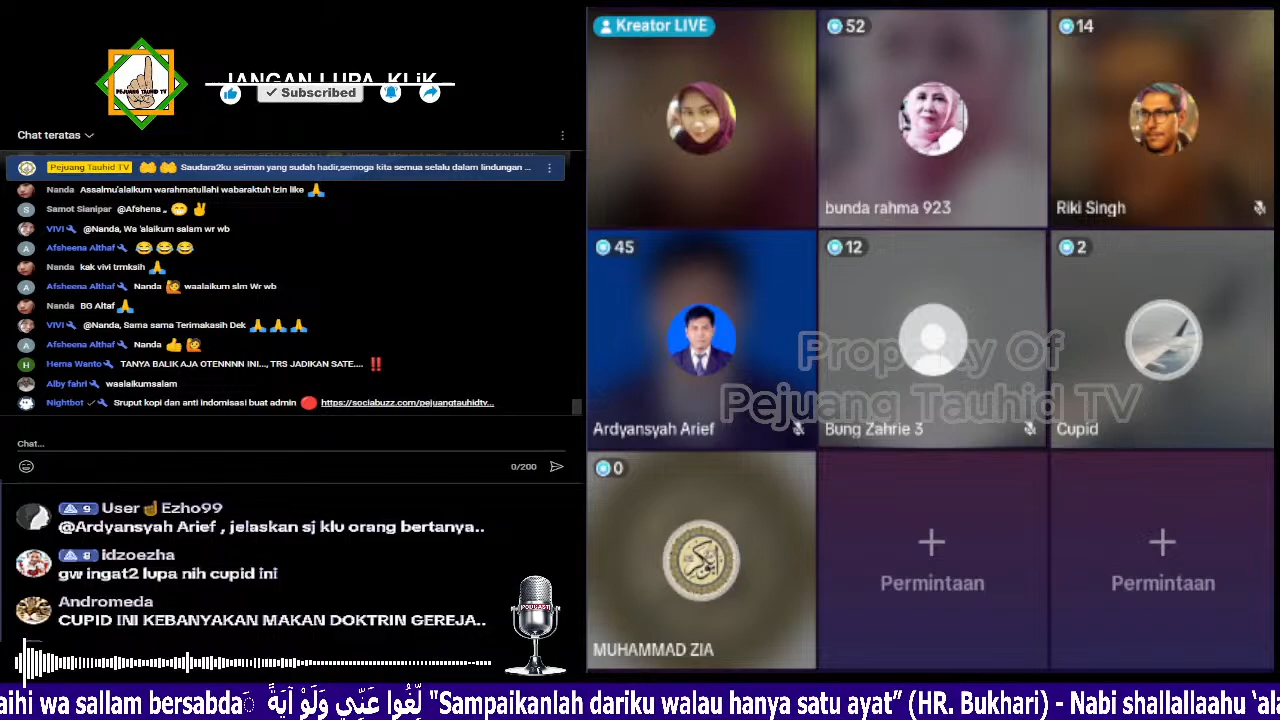 PEJUANG TAUHID TV
JANGAN LUPA KLiK
Subscribed
Chat teratas
Pejuang Tauhid TV Saudara2ku seiman yang sudah hadir,semoga kita semua selalu dalam lindungan ...
Nanda Assalmu'alaikum warahmatullahi wabaraktuh izin like 🙏
S Samot Sianipar @Afshena ,, 😁 ✌
VIVI @Nanda, Wa 'alaikum salam wr wb
A Afsheena Althaf 😂 😂 😂
Nanda kak vivi trmksih 🙏
A Afsheena Althaf Nanda 🙋 waalaikum slm Wr wb
Nanda BG Altaf 🙏
VIVI @Nanda, Sama sama Terimakasih Dek 🙏 🙏 🙏
A Afsheena Althaf Nanda 👍 🙋
H Herna Wanto TANYA BALIK AJA OTENNNN INI..., TRS JADIKAN SATE.... ‼
Alby fahri waalaikumsalam
Nightbot Sruput kopi dan anti indomisasi buat admin 🔴 https://sociabuzz.com/pejuangtauhidtv...
Chat...
0/200
9 User☝Ezho99
@Ardyansyah Arief , jelaskan sj klu orang bertanya..
8 idzoezha
gw ingat2 lupa nih cupid ini
Andromeda
CUPID INI KEBANYAKAN MAKAN DOKTRIN GEREJA..
PODCAST
Kreator LIVE
52
bunda rahma 923
14
Riki Singh
45
Ardyansyah Arief
12
Bung Zahrie 3
2
Cupid
Property Of
Pejuang Tauhid TV
0
MUHAMMAD ZIA
Permintaan
Permintaan
aihi wa sallam bersabda بَلِّغُوا عَنِّي وَلَوْ آيَةً "Sampaikanlah dariku walau hanya satu ayat” (HR. Bukhari) - Nabi shallallaahu ‘ala